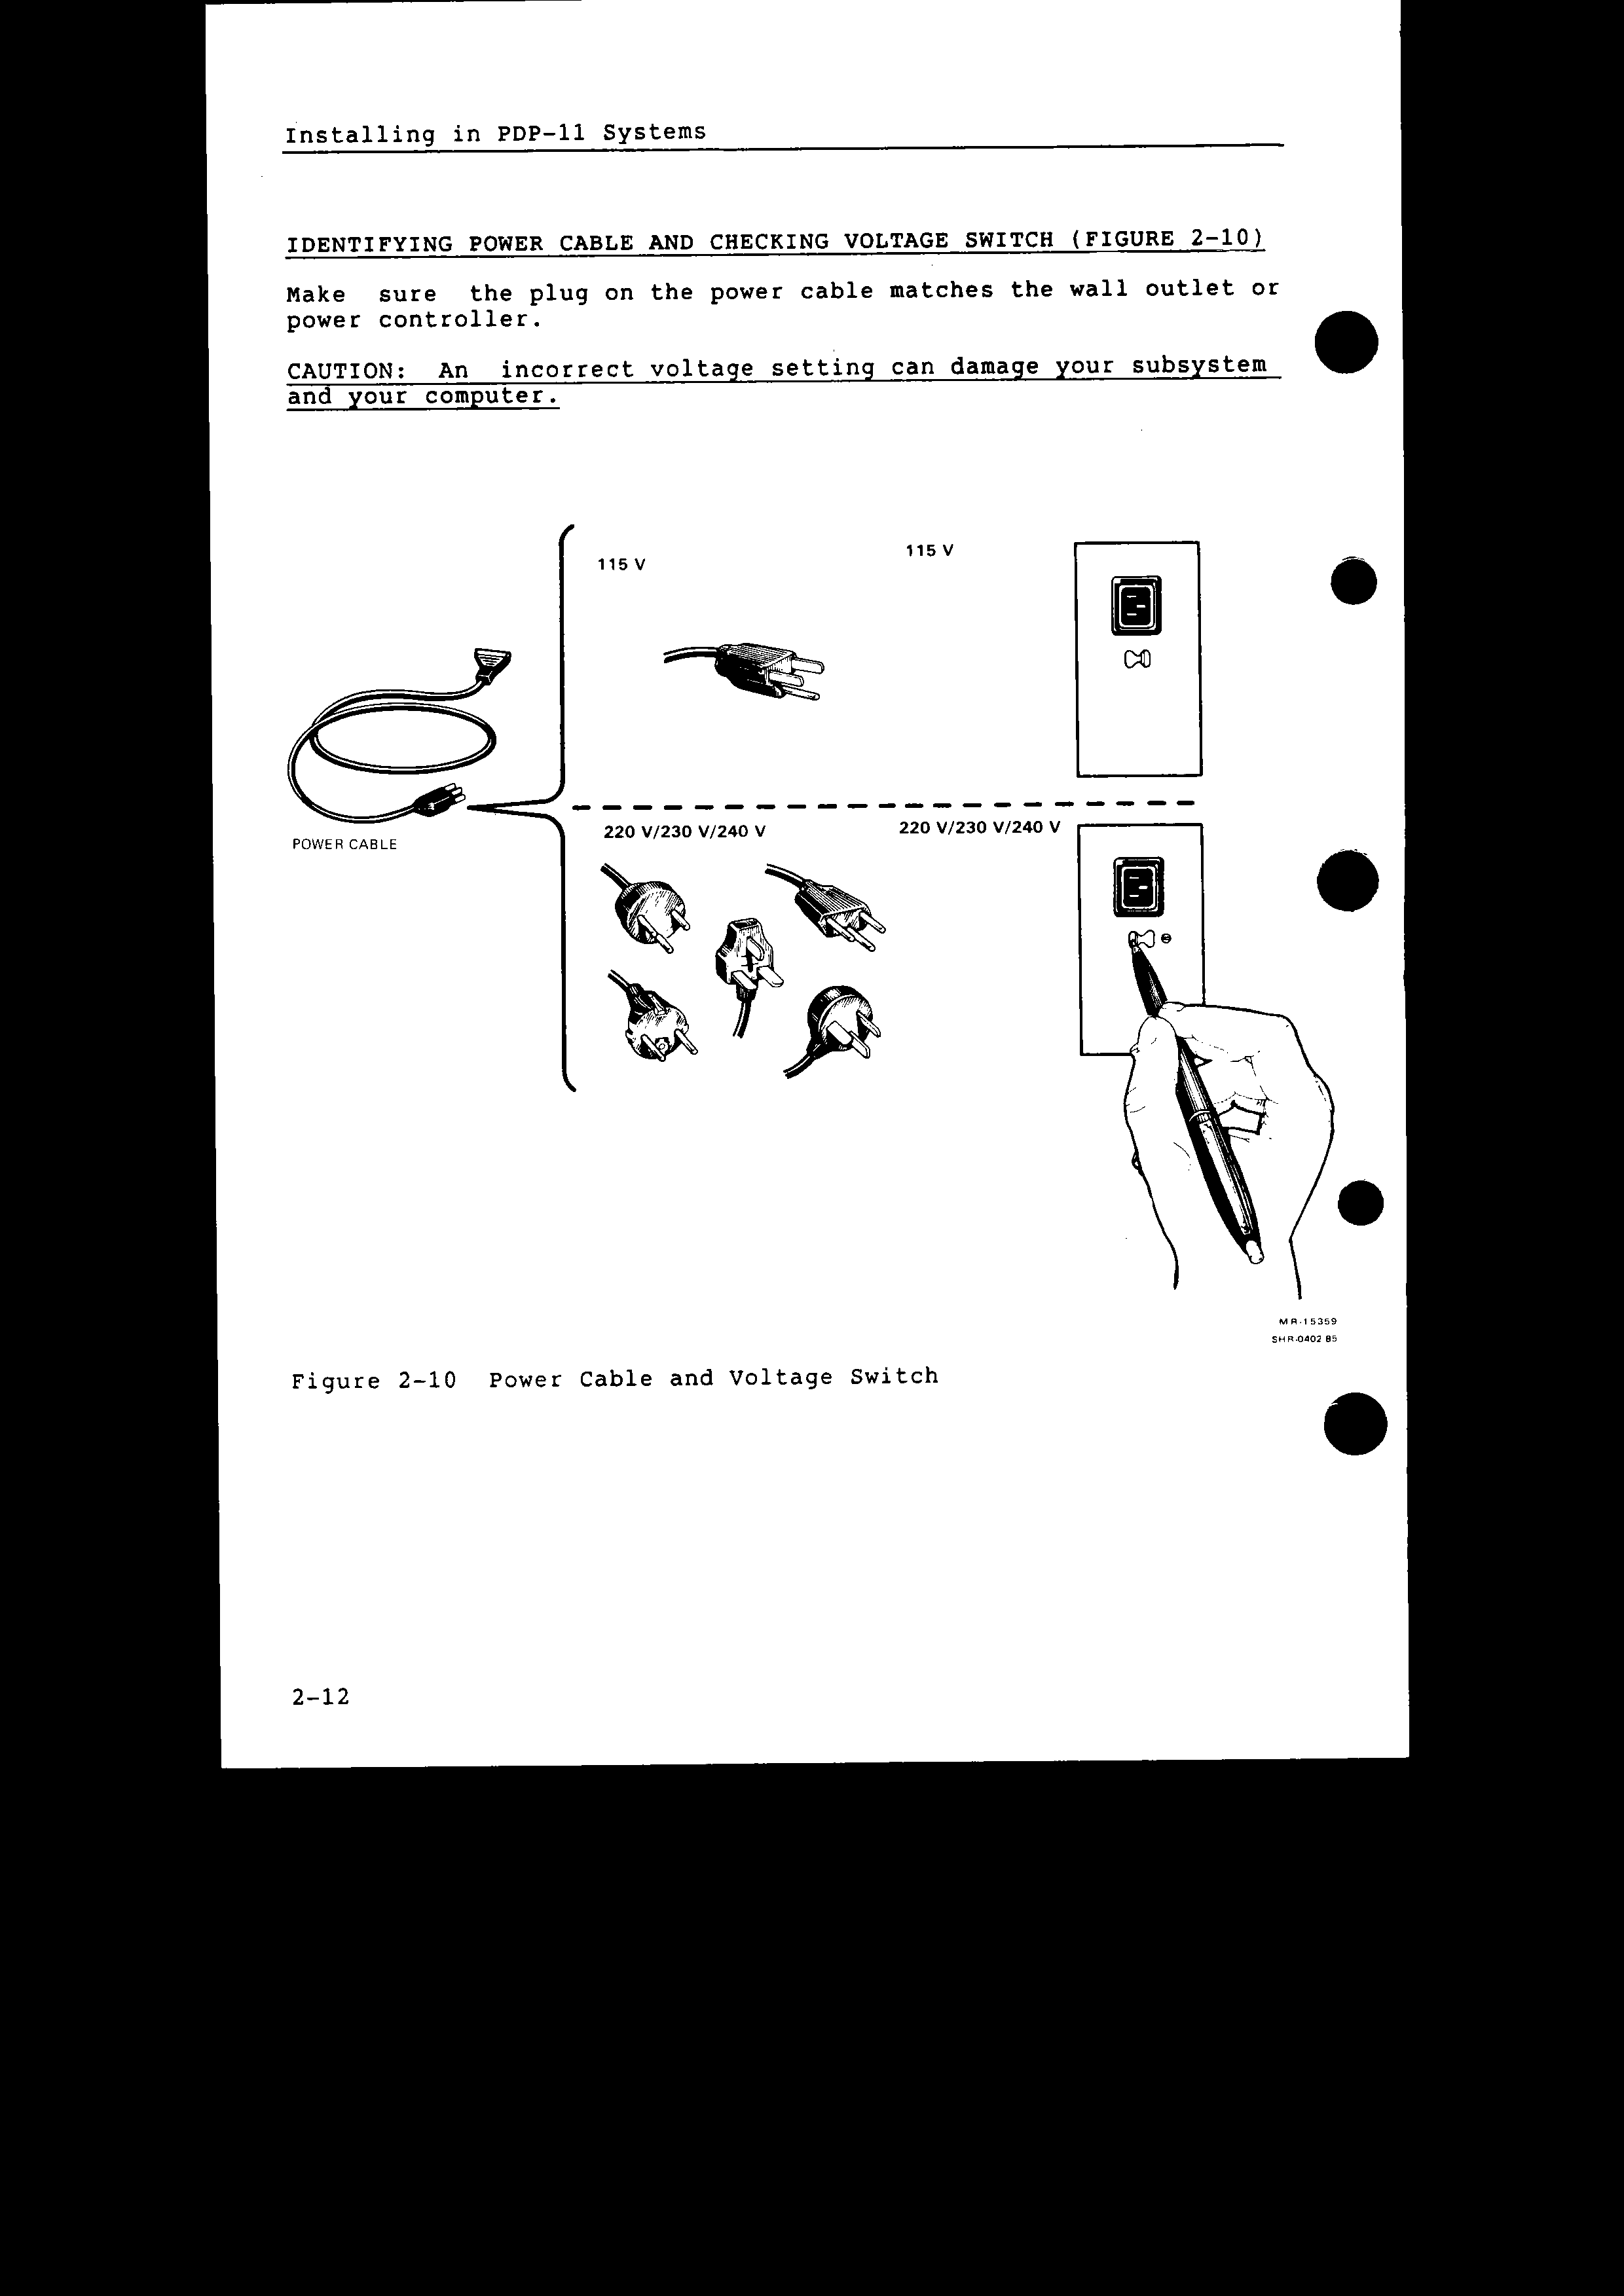 Installing in PDP-11 Systems
IDENTIFYING POWER CABLE AND CHECKING VOLTAGE SWITCH (FIGURE 2-10)
Make sure the plug on the power cable matches the wall outlet or
power controller.
CAUTION: An incorrect voltage setting can damage your subsystem
and your computer.
115 V
115 V
POWER CABLE
220 V/230 V/240 V
220 V/230 V/240 V
MR-15359
SHR-0402 85
Figure 2-10 Power Cable and Voltage Switch
2-12